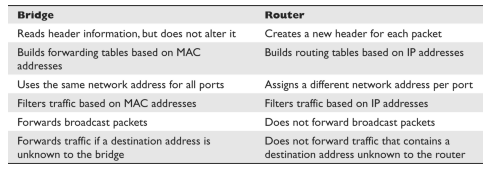 Bridge Router
Reads header information, but does not alter it Creates a new header for each packet
Builds forwarding tables based on MAC Builds routing tables based on IP addresses
addresses
Uses the same network address for all ports Assigns a different network address per port
Filters traffic based on MAC addresses Filters traffic based on IP addresses
Forwards broadcast packets Does not forward broadcast packets
Forwards traffic if a destination address is Does not forward traffic that contains a
unknown to the bridge destination address unknown to the router